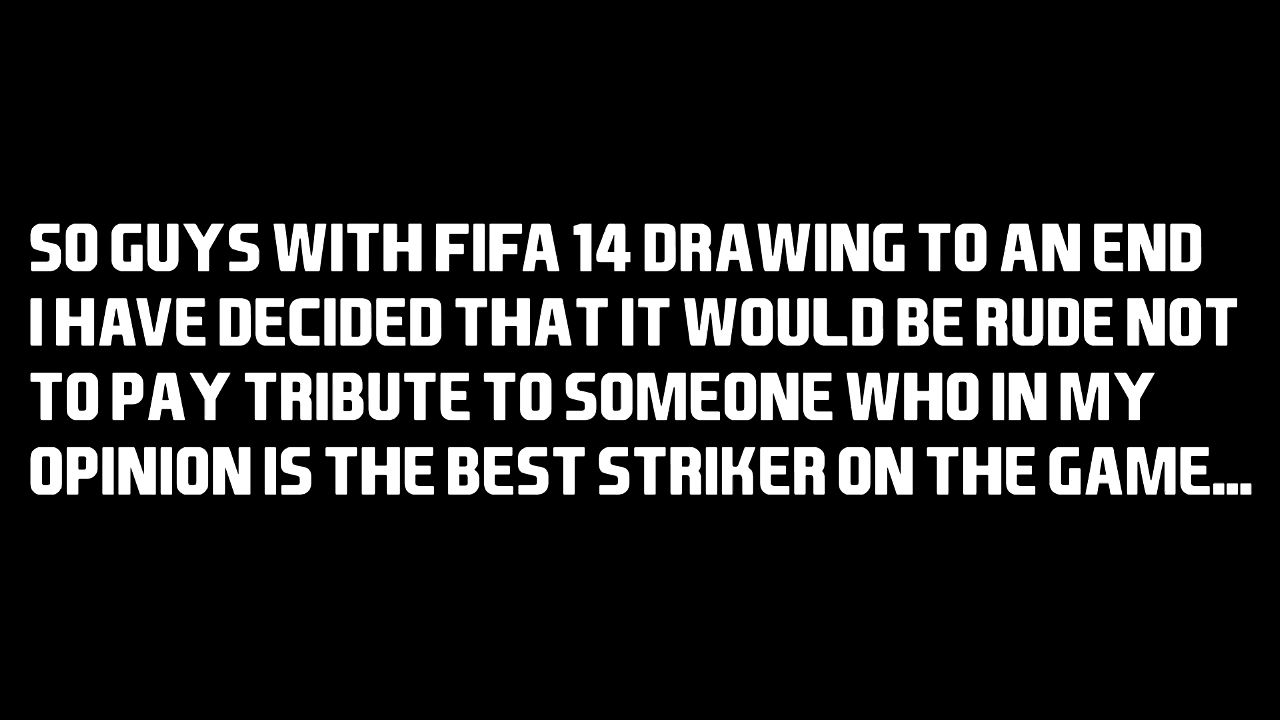 SO GUYS WITH FIFA 14 DRAWING TO AN END
I HAVE DECIDED THAT IT WOULD BE RUDE NOT
TO PAY TRIBUTE TO SOMEONE WHO IN MY
OPINION IS THE BEST STRIKER ON THE GAME...